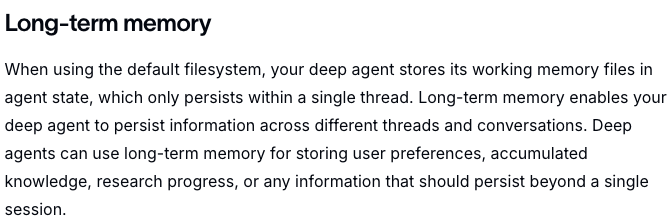 Long-term memory
When using the default filesystem, your deep agent stores its working memory files in
agent state, which only persists within a single thread. Long-term memory enables your
deep agent to persist information across different threads and conversations. Deep
agents can use long-term memory for storing user preferences, accumulated
knowledge, research progress, or any information that should persist beyond a single
session.